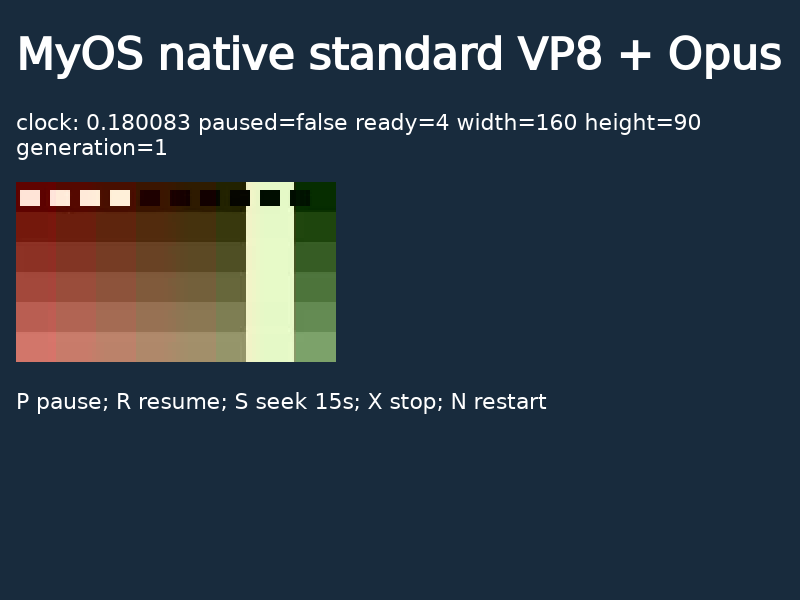 MyOS native standard VP8 + Opus
clock: 0.180083 paused=false ready=4 width=160 height=90
generation=1
P pause; R resume; S seek 15s; X stop; N restart